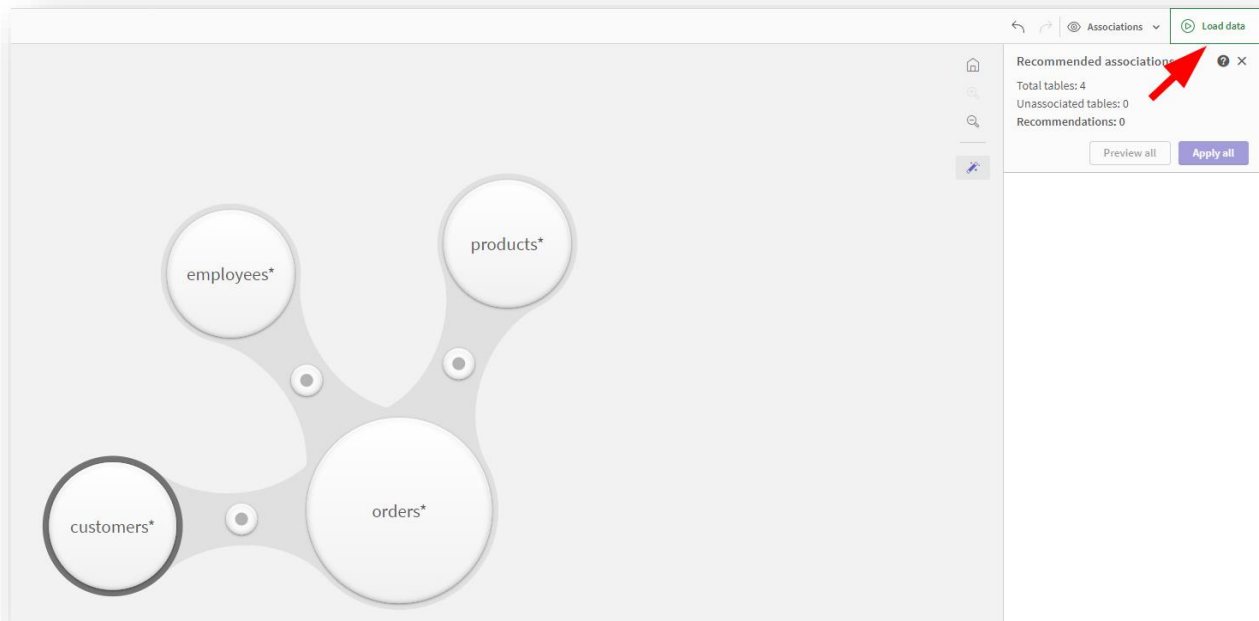 Associations
Load data
Recommended associations
Total tables: 4
Unassociated tables: 0
Recommendations: 0
Preview all
Apply all
products*
employees*
orders*
customers*